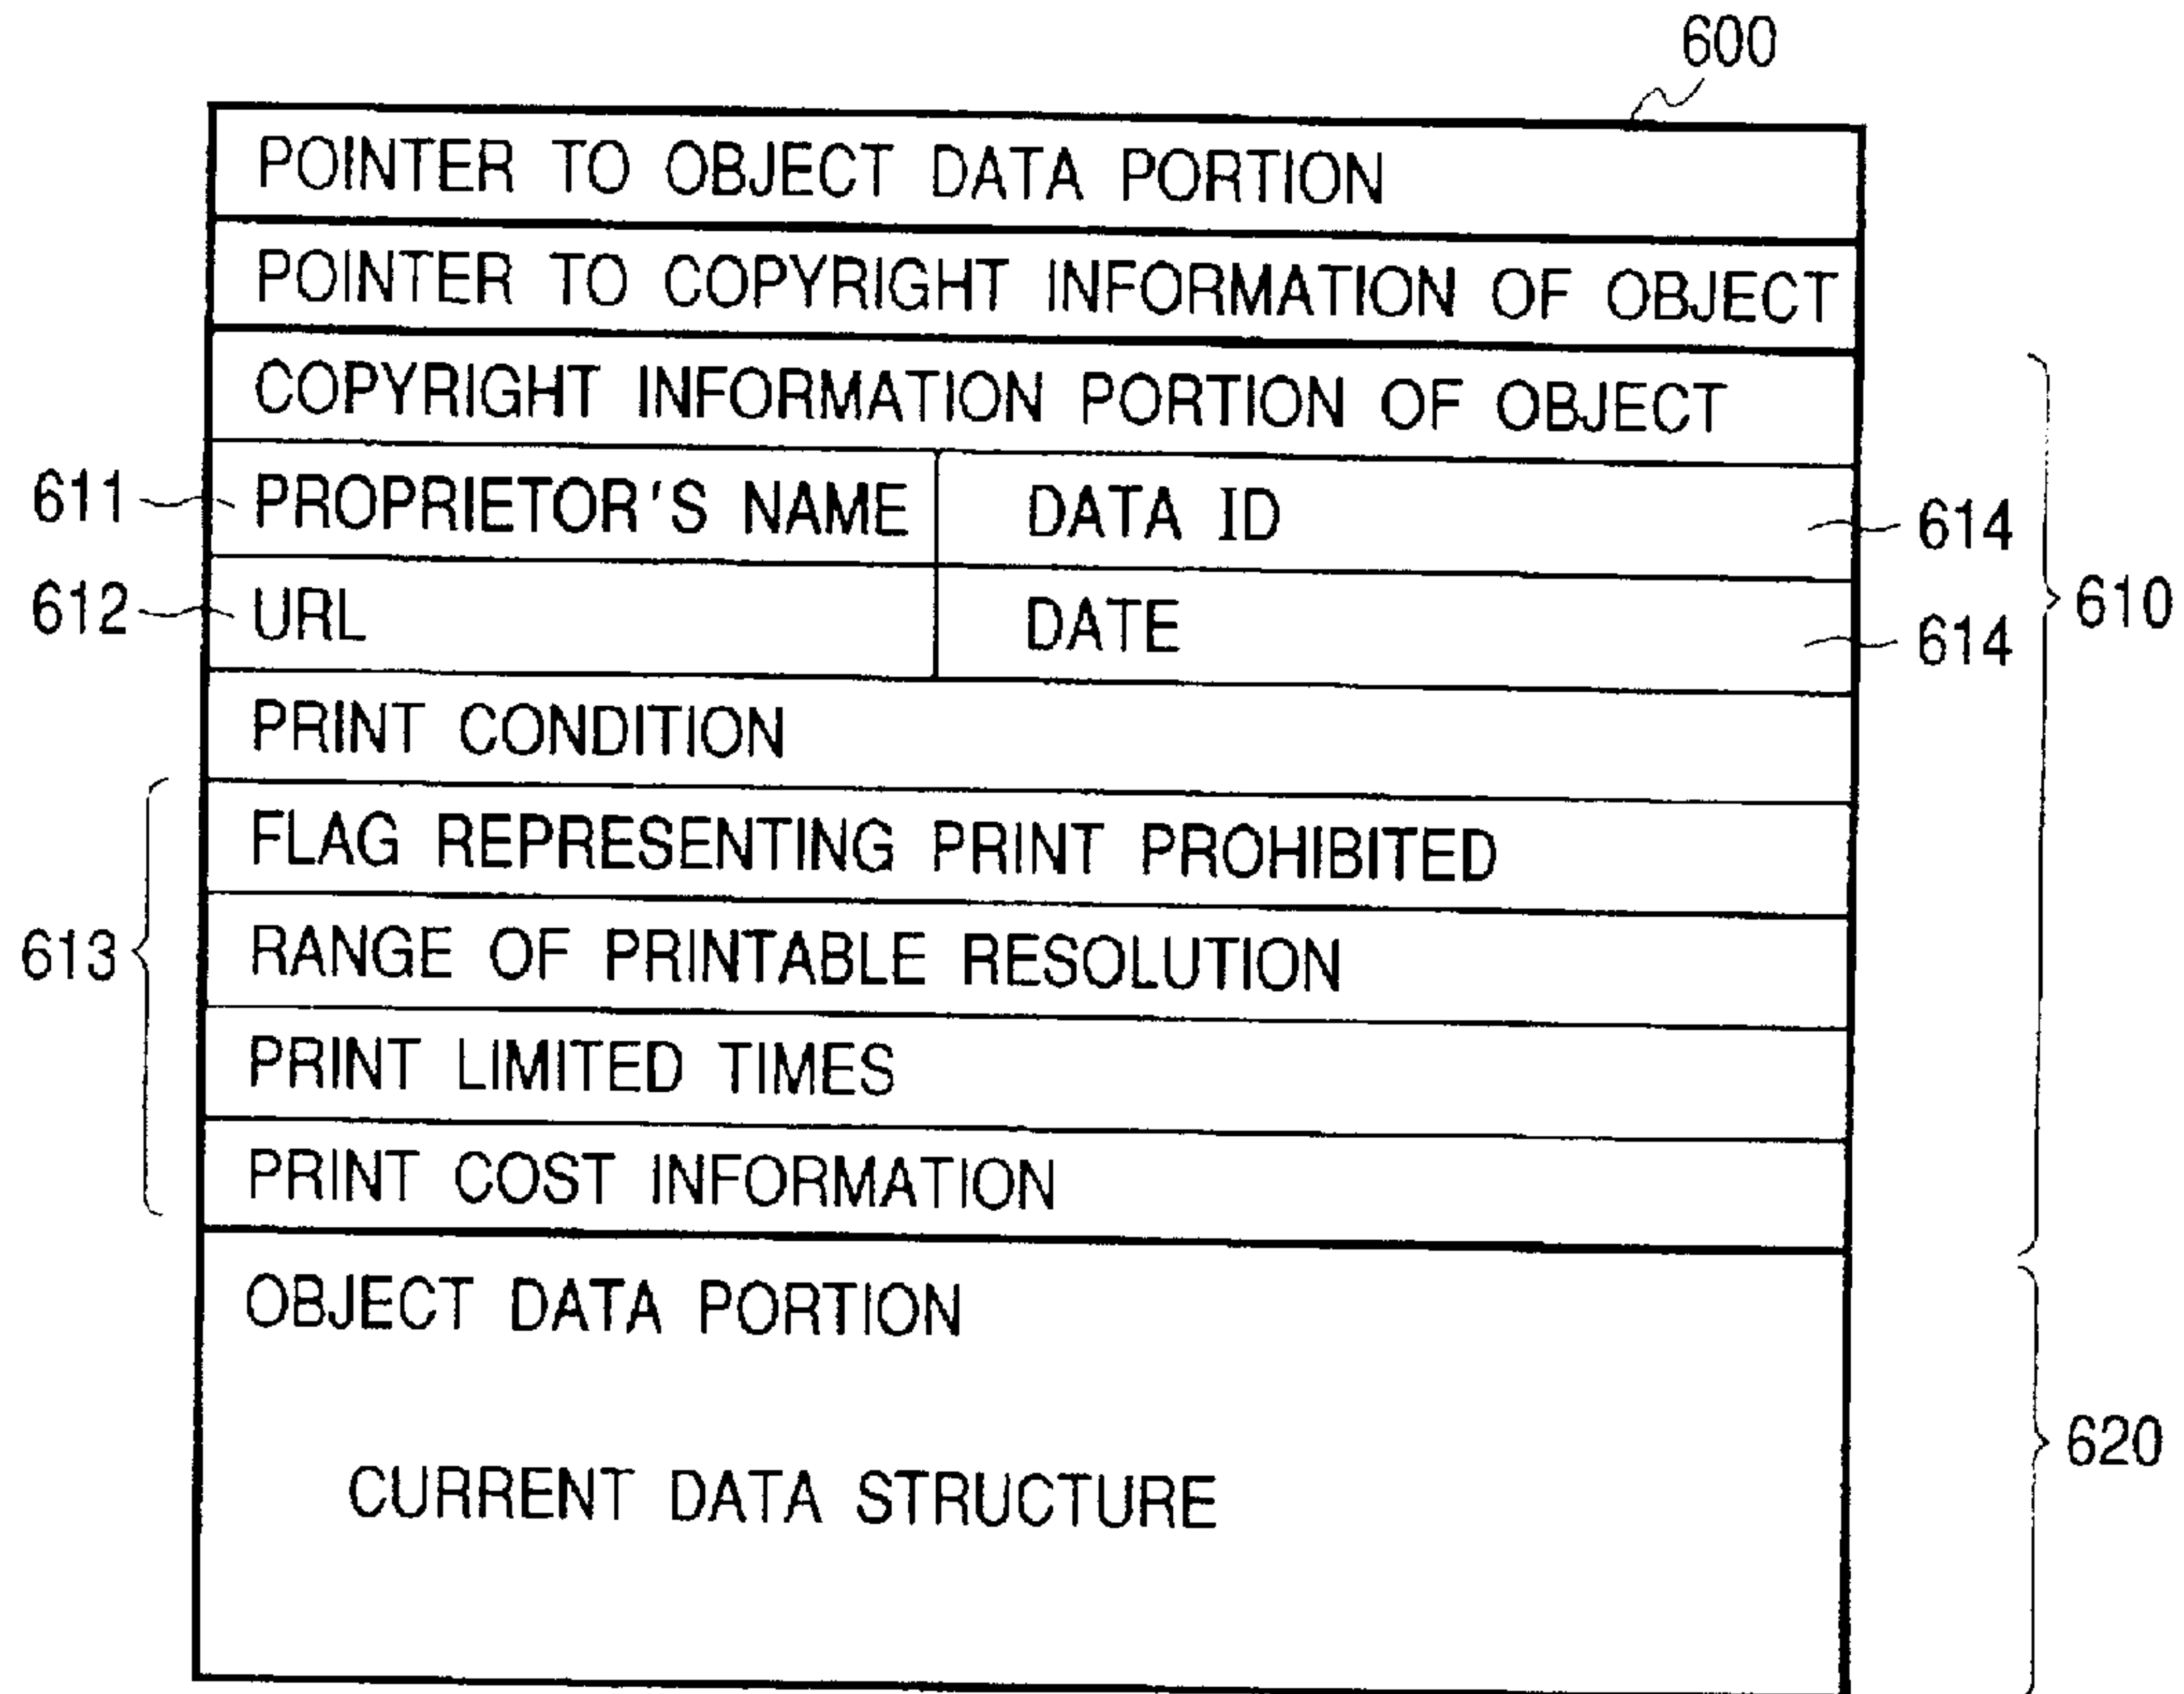 600
POINTER TO OBJECT DATA PORTION
POINTER TO COPYRIGHT INFORMATION OF OBJECT
COPYRIGHT INFORMATION PORTION OF OBJECT
611 PROPRIETOR'S NAME DATA ID 614
610
612 URL DATE 614
PRINT CONDITION
FLAG REPRESENTING PRINT PROHIBITED
613 RANGE OF PRINTABLE RESOLUTION
PRINT LIMITED TIMES
PRINT COST INFORMATION
OBJECT DATA PORTION
620
CURRENT DATA STRUCTURE